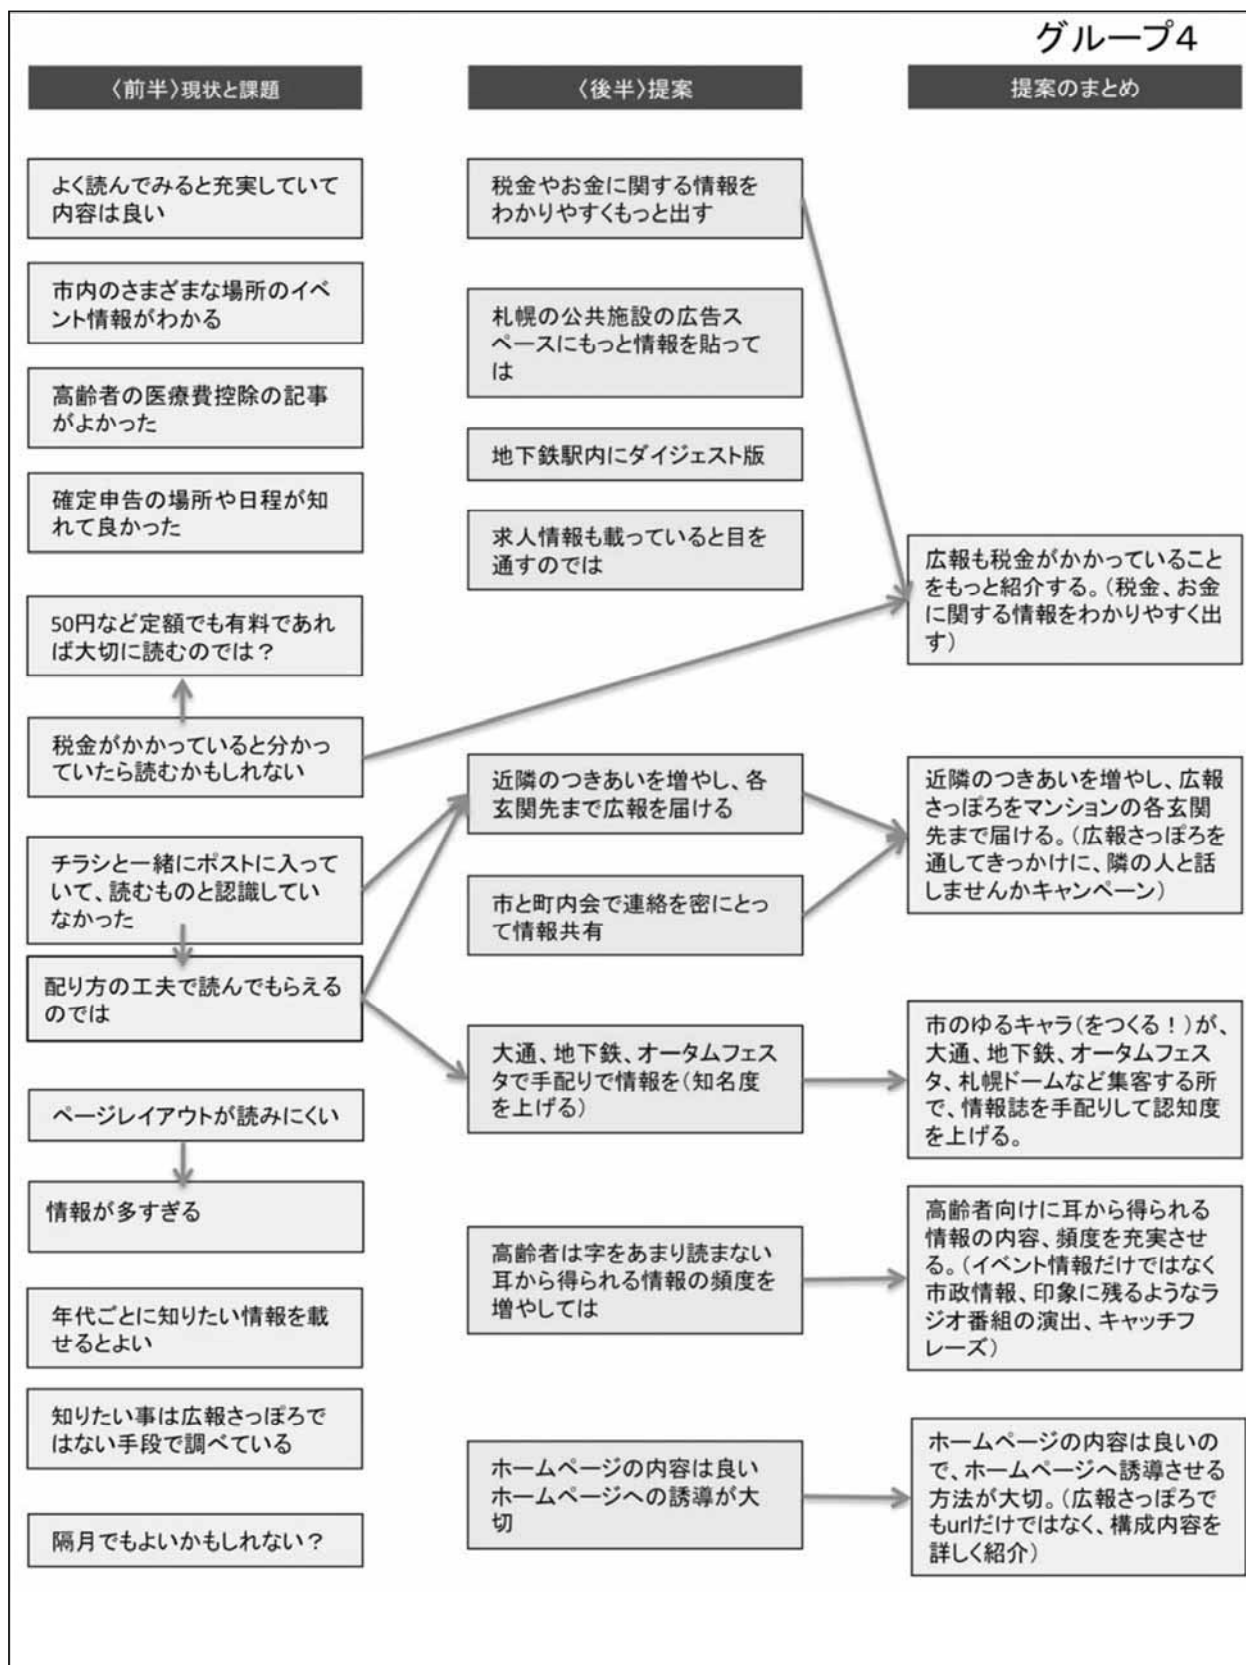 グループ4
〈前半〉現状と課題
よく読んでみると充実していて
内容は良い
市内のさまざまな場所のイベ
ント情報がわかる
高齢者の医療費控除の記事
がよかった
確定申告の場所や日程が知
れて良かった
50円など定額でも有料であれ
ば大切に読むのでは？
税金がかかっていると分かっ
ていたら読むかもしれない
チラシと一緒にポストに入ってい
て、読むものと認識してい
なかった
配り方の工夫で読んでもらえる
のでは
ページレイアウトが読みにくい
情報が多すぎる
年代ごとに知りたい情報を載
せるとよい
知りたい事は広報さっぽろで
はない手段で調べている
隔月でもよいかもしれない？
〈後半〉提案
税金やお金に関する情報を
わかりやすくもっと出す
札幌の公共施設の広告ス
ペースにもっと情報を貼って
は
地下鉄駅内にダイジェスト版
求人情報も載っていると目を
通すのでは
近隣のつきあいを増やし、各
玄関先まで広報を届ける
市と町内会で連絡を密にとっ
て情報共有
大通、地下鉄、オータムフェス
タで手配りで情報を（知名度
を上げる）
高齢者は字をあまり読まない
耳から得られる情報の頻度を
増やしては
ホームページの内容は良い
ホームページへの誘導が大
切
提案のまとめ
広報も税金がかかっていること
をもっと紹介する。（税金、お金
に関する情報をわかりやすく出
す）
近隣のつきあいを増やし、広報
さっぽろをマンションの各玄関
先まで届ける。（広報さっぽろを
通してきっかけに、隣の人と話
しませんかキャンペーン）
市のゆるキャラ（をつくる！）が、
大通、地下鉄、オータムフェス
タ、札幌ドームなど集客する所
で、情報誌を手配りして認知度
を上げる。
高齢者向けに耳から得られる
情報の内容、頻度を充実させ
る。（イベント情報だけではなく
市政情報、印象に残るようなラ
ジオ番組の演出、キャッチフ
レーズ）
ホームページの内容は良いの
で、ホームページへ誘導させる
方法が大切。（広報さっぽろで
もurlだけではなく、構成内容を
詳しく紹介）